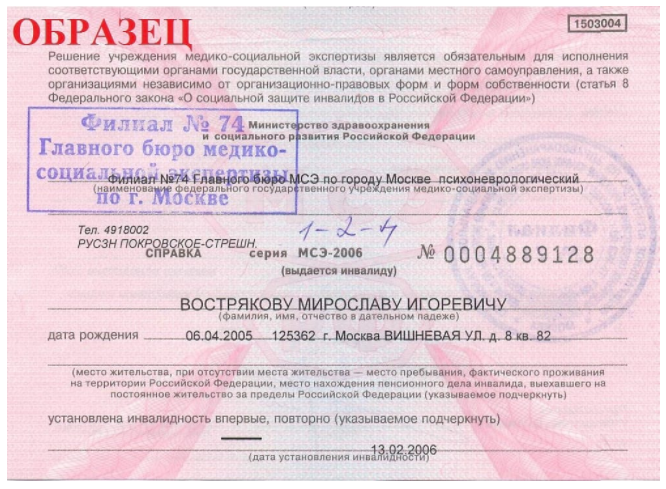 ОБРАЗЕЦ
1503004
Решение учреждения медико-социальной экспертизы является обязательным для исполнения
соответствующими органами государственной власти, органами местного самоуправления, а также
организациями независимо от организационно-правовых форм и форм собственности (статья 8
Федерального закона «О социальной защите инвалидов в Российской Федерации»)
Филиал № 74
Главного бюро медико-
социальной экспертизы
по г. Москве
Министерство здравоохранения
и социального развития Российской Федерации
Филиал №74 Главного бюро МСЭ по городу Москве психоневрологический
(наименование федерального государственного учреждения медико-социальной экспертизы)
Тел. 4918002
РУСЗН ПОКРОВСКОЕ-СТРЕШН.
1-2-4
СПРАВКА серия МСЭ-2006 № 0004889128
(выдается инвалиду)
ВОСТРЯКОВУ МИРОСЛАВУ ИГОРЕВИЧУ
(фамилия, имя, отчество в дательном падеже)
дата рождения 06.04.2005 125362 г. Москва ВИШНЕВАЯ УЛ. д. 8 кв. 82
(место жительства, при отсутствии места жительства — место пребывания, фактического проживания
на территории Российской Федерации, место нахождения пенсионного дела инвалида, выехавшего на
постоянное жительство за пределы Российской Федерации (указываемое подчеркнуть)
установлена инвалидность впервые, повторно (указываемое подчеркнуть)
13.02.2006
(дата установления инвалидности)